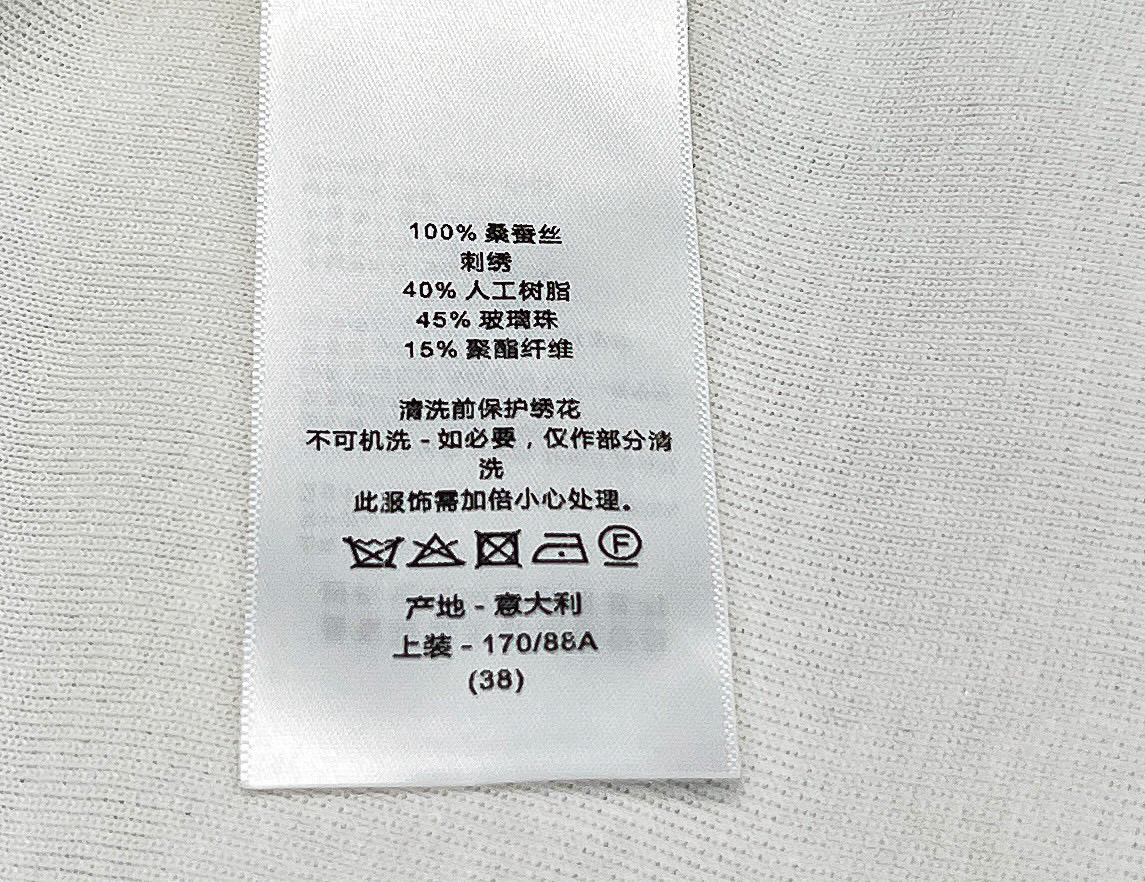 100% 桑蚕丝
刺绣
40% 人工树脂
45% 玻璃珠
15% 聚酯纤维
清洗前保护绣花
不可机洗 - 如必要，仅作部分清
洗
此服饰需加倍小心处理。
F
产地 - 意大利
上装 - 170/88A
(38)